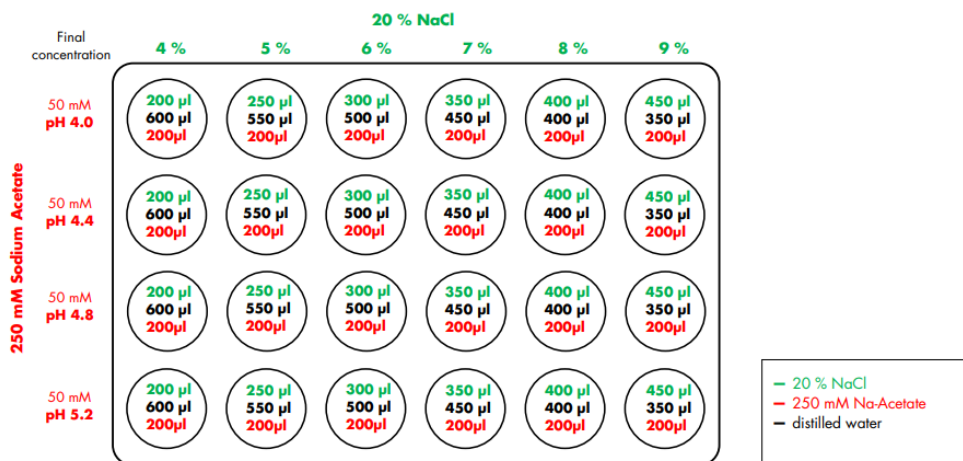 20 % NaCl
Final
concentration
4 % 5 % 6 % 7 % 8 % 9 %
250 mM Sodium Acetate
50 mM
pH 4.0
200 µl 250 µl 300 µl 350 µl 400 µl 450 µl
600 µl 550 µl 500 µl 450 µl 400 µl 350 µl
200µl 200µl 200µl 200µl 200µl 200µl
50 mM
pH 4.4
200 µl 250 µl 300 µl 350 µl 400 µl 450 µl
600 µl 550 µl 500 µl 450 µl 400 µl 350 µl
200µl 200µl 200µl 200µl 200µl 200µl
50 mM
pH 4.8
200 µl 250 µl 300 µl 350 µl 400 µl 450 µl
600 µl 550 µl 500 µl 450 µl 400 µl 350 µl
200µl 200µl 200µl 200µl 200µl 200µl
50 mM
pH 5.2
200 µl 250 µl 300 µl 350 µl 400 µl 450 µl
600 µl 550 µl 500 µl 450 µl 400 µl 350 µl
200µl 200µl 200µl 200µl 200µl 200µl
20 % NaCl
250 mM Na-Acetate
distilled water